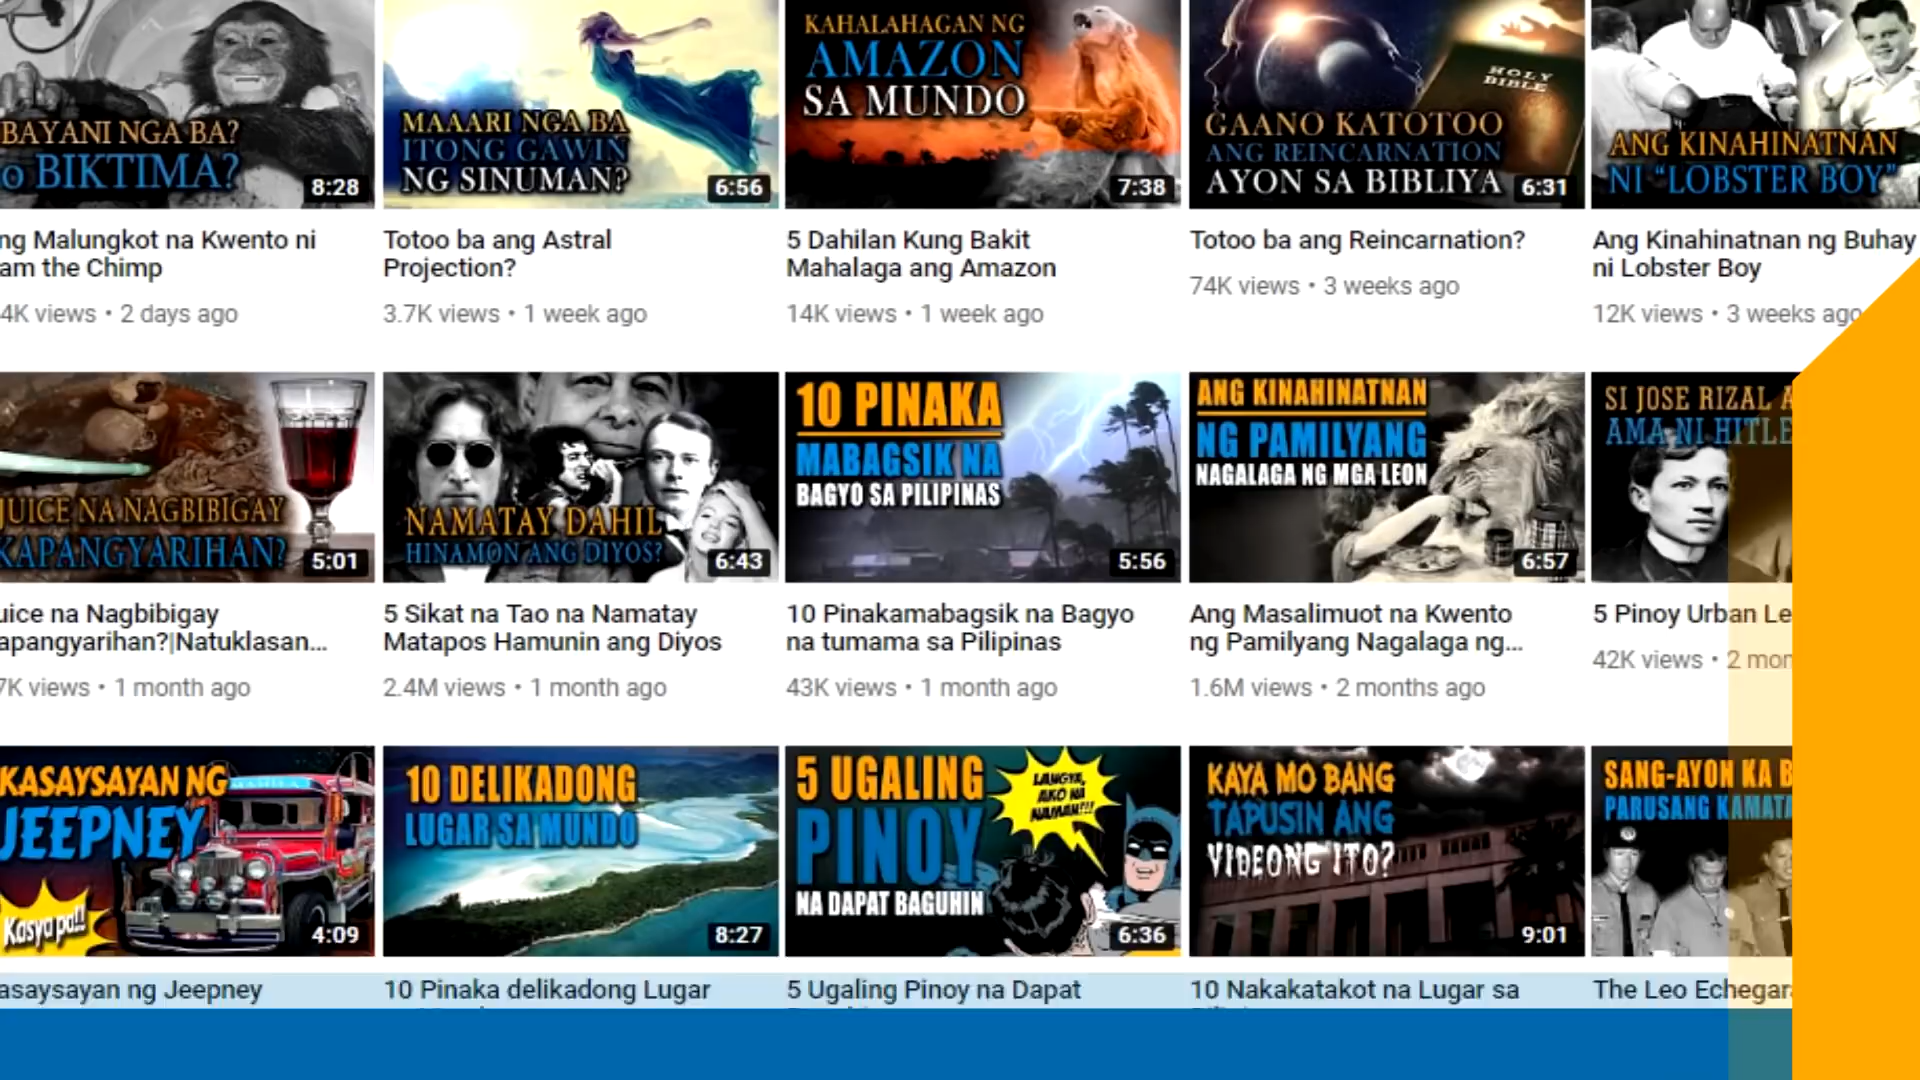 BAYANI NGA BA?
o BIKTIMA?
8:28
MAAARI NGA BA
ITONG GAWIN
NG SINUMAN?
6:56
KAHALAHAGAN NG
AMAZON
SA MUNDO
7:38
HOLY
BIBLE
GAANO KATOTOO
ANG REINCARNATION
AYON SA BIBLIYA
6:31
ANG KINAHINATNAN
NI "LOBSTER BOY"
ng Malungkot na Kwento ni
am the Chimp
4K views • 2 days ago
Totoo ba ang Astral
Projection?
3.7K views • 1 week ago
5 Dahilan Kung Bakit
Mahalaga ang Amazon
14K views • 1 week ago
Totoo ba ang Reincarnation?
74K views • 3 weeks ago
Ang Kinahinatnan ng Buhay
ni Lobster Boy
12K views • 3 weeks ago
JUICE NA NAGBIBIGAY
KAPANGYARIHAN?
5:01
NAMATAY DAHIL
HINAMON ANG DIYOS?
6:43
10 PINAKA
MABAGSIK NA
BAGYO SA PILIPINAS
5:56
ANG KINAHINATNAN
NG PAMILYANG
NAGALAGA NG MGA LEON
6:57
SI JOSE RIZAL A
AMA NI HITLE
uice na Nagbibigay
apangyarihan?|Natuklasan...
7K views • 1 month ago
5 Sikat na Tao na Namatay
Matapos Hamunin ang Diyos
2.4M views • 1 month ago
10 Pinakamabagsik na Bagyo
na tumama sa Pilipinas
43K views • 1 month ago
Ang Masalimuot na Kwento
ng Pamilyang Nagalaga ng...
1.6M views • 2 months ago
5 Pinoy Urban Le
42K views • 2 mon
KASAYSAYAN NG
JEEPNEY
Kasya pa!!
4:09
10 DELIKADONG
LUGAR SA MUNDO
8:27
5 UGALING
PINOY
NA DAPAT BAGUHIN
LANGYA,
AKO NA
NAMAN!!!
6:36
KAYA MO BANG
TAPUSIN ANG
VIDEONG ITO?
9:01
SANG-AYON KA B
PARUSANG KAMATA
asaysayan ng Jeepney
10 Pinaka delikadong Lugar
5 Ugaling Pinoy na Dapat
10 Nakakatakot na Lugar sa
The Leo Echegar